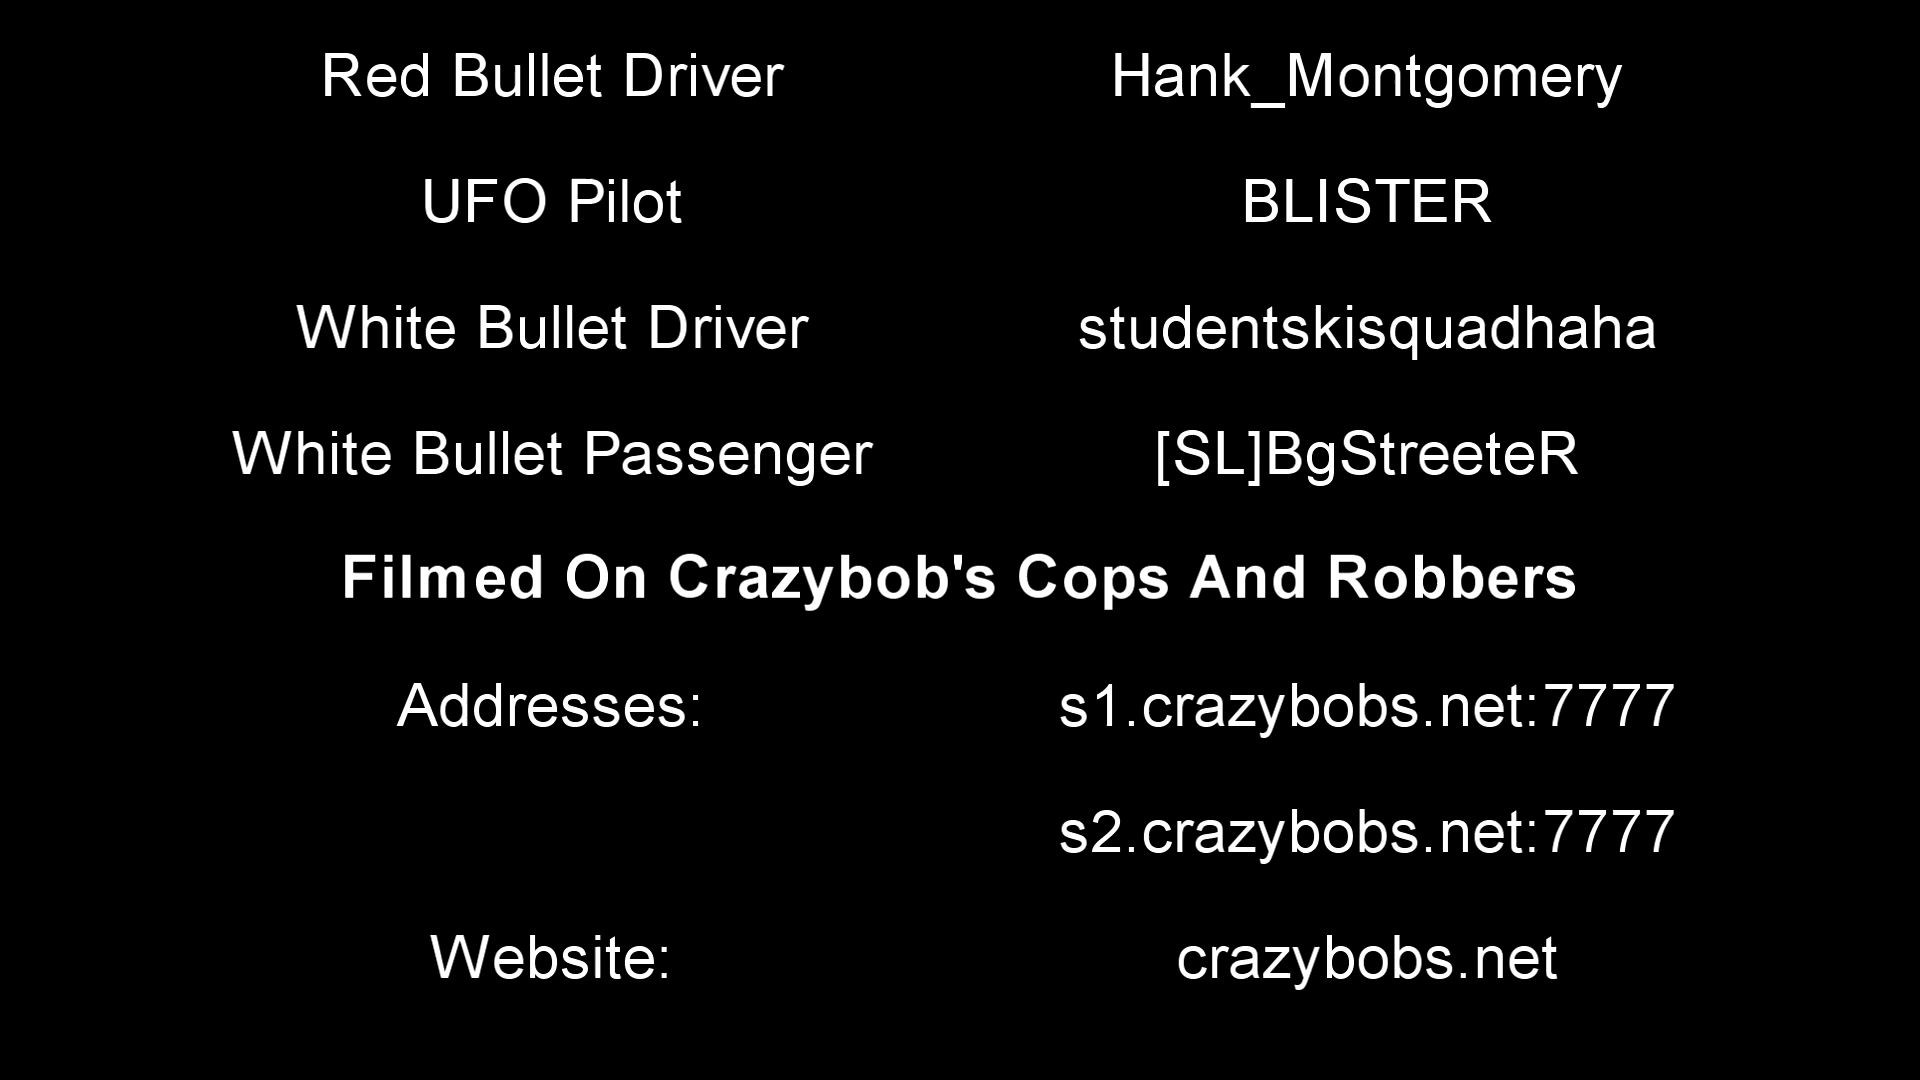 Red Bullet Driver Hank_Montgomery
UFO Pilot BLISTER
White Bullet Driver studentskisquadhaha
White Bullet Passenger [SL]BgStreeteR
Filmed On Crazybob's Cops And Robbers
Addresses: s1.crazybobs.net:7777
s2.crazybobs.net:7777
Website: crazybobs.net